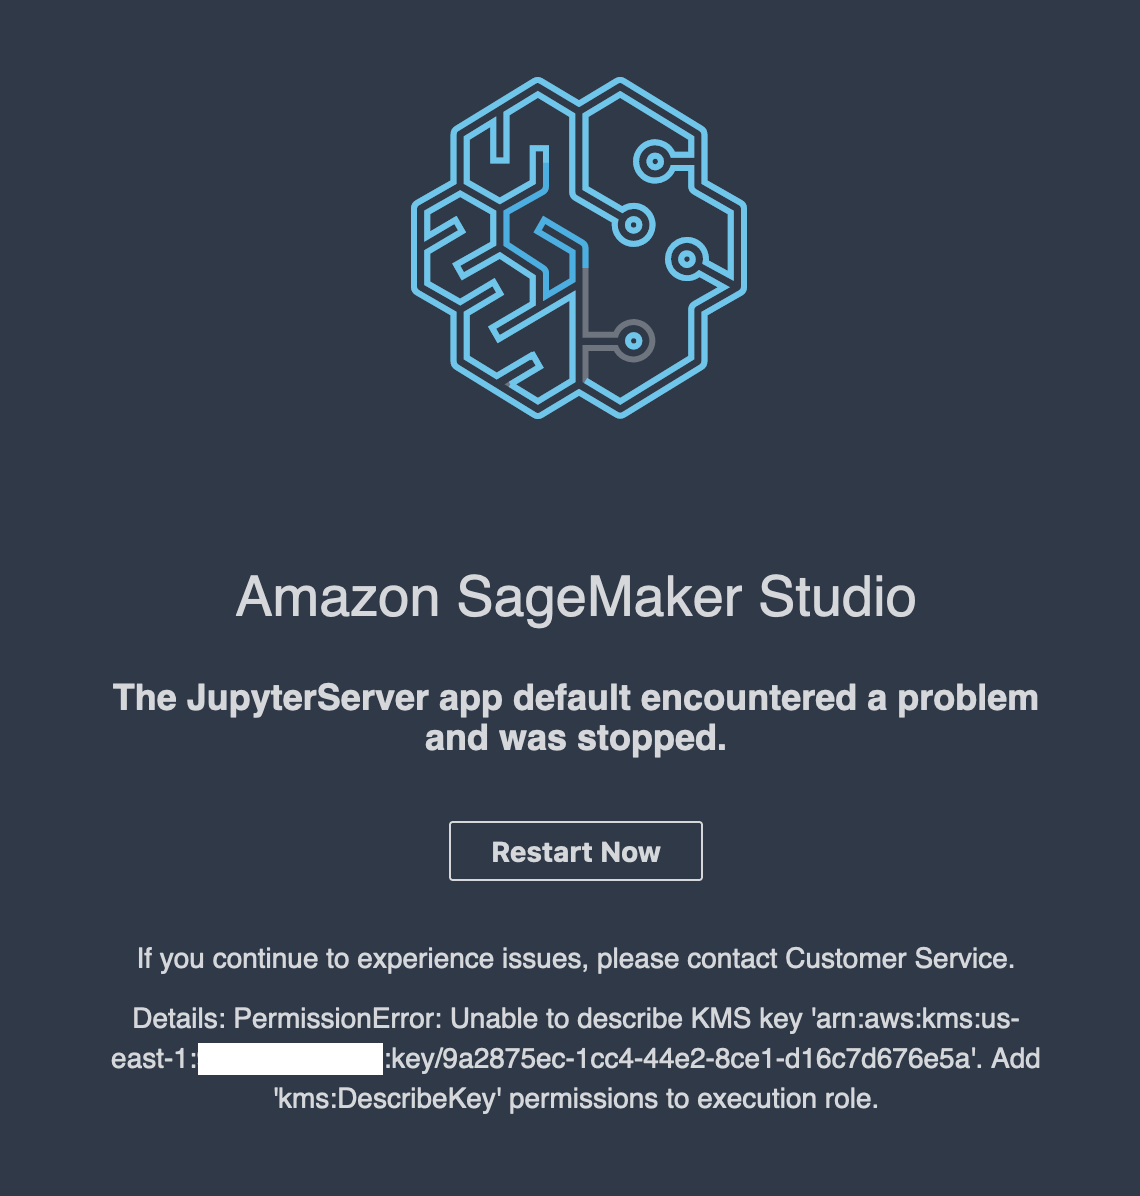 Amazon SageMaker Studio
The JupyterServer app default encountered a problem
and was stopped.
Restart Now
If you continue to experience issues, please contact Customer Service.
Details: PermissionError: Unable to describe KMS key 'arn:aws:kms:us-
east-1: :key/9a2875ec-1cc4-44e2-8ce1-d16c7d676e5a'. Add
'kms:DescribeKey' permissions to execution role.